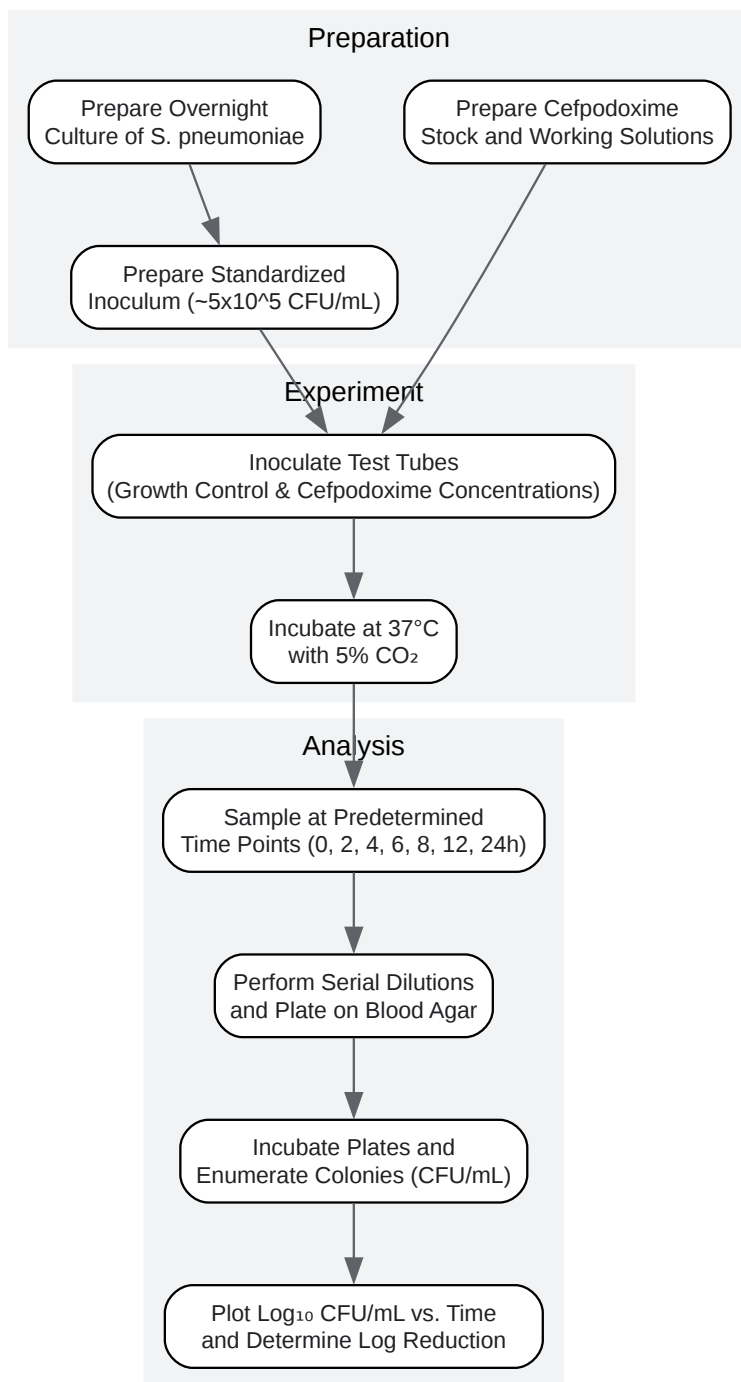 Preparation
Prepare Overnight
Culture of S. pneumoniae
Prepare Cefpodoxime
Stock and Working Solutions
Prepare Standardized
Inoculum (~5x10^5 CFU/mL)
Experiment
Inoculate Test Tubes
(Growth Control & Cefpodoxime Concentrations)
Incubate at 37°C
with 5% CO₂
Analysis
Sample at Predetermined
Time Points (0, 2, 4, 6, 8, 12, 24h)
Perform Serial Dilutions
and Plate on Blood Agar
Incubate Plates and
Enumerate Colonies (CFU/mL)
Plot Log₁₀ CFU/mL vs. Time
and Determine Log Reduction